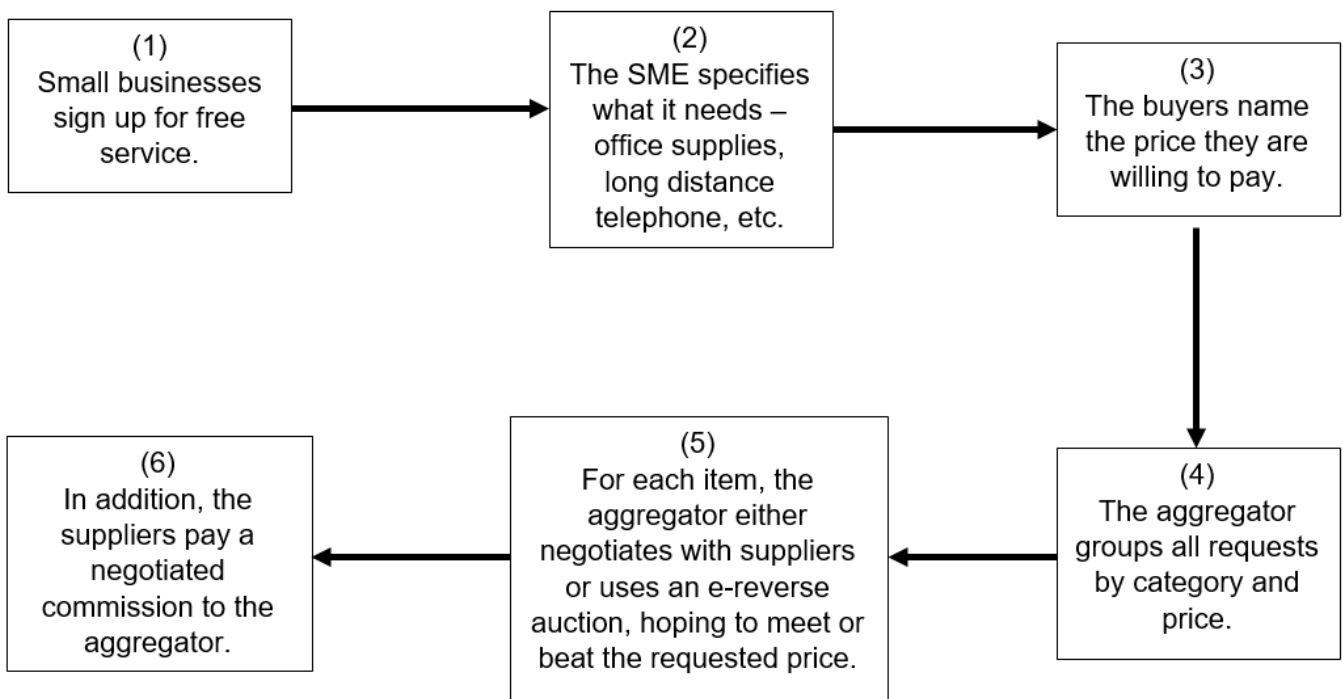 (1)
Small businesses
sign up for free
service.
(2)
The SME specifies
what it needs –
office supplies,
long distance
telephone, etc.
(3)
The buyers name
the price they are
willing to pay.
(4)
The aggregator
groups all requests
by category and
price.
(5)
For each item, the
aggregator either
negotiates with suppliers
or uses an e-reverse
auction, hoping to meet or
beat the requested price.
(6)
In addition, the
suppliers pay a
negotiated
commission to the
aggregator.